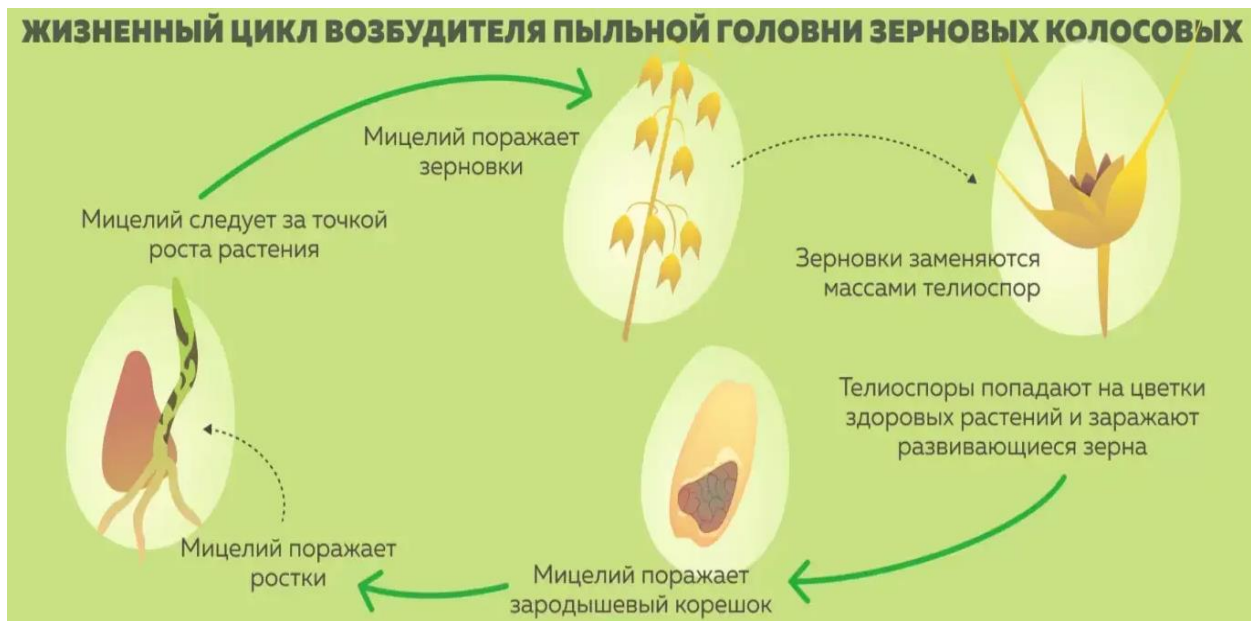 ЖИЗНЕННЫЙ ЦИКЛ ВОЗБУДИТЕЛЯ ПЫЛЬНОЙ ГОЛОВНИ ЗЕРНОВЫХ КОЛОСОВЫХ
Мицелий поражает
зерновки
Мицелий следует за точкой
роста растения
Зерновки заменяются
массами телиоспор
Телиоспоры попадают на цветки
здоровых растений и заражают
развивающиеся зерна
Мицелий поражает
ростки
Мицелий поражает
зародышевый корешок